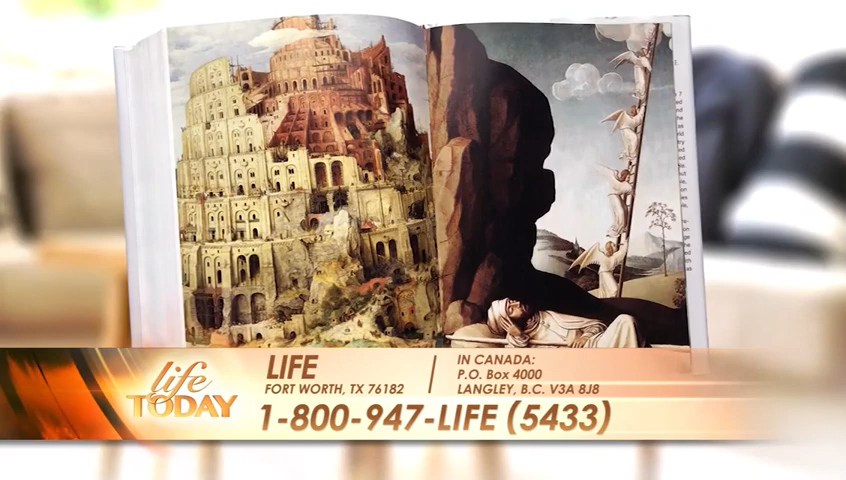 life
TODAY
LIFE
FORT WORTH, TX 76182
IN CANADA:
P.O. Box 4000
LANGLEY, B.C. V3A 8J8
1-800-947-LIFE (5433)